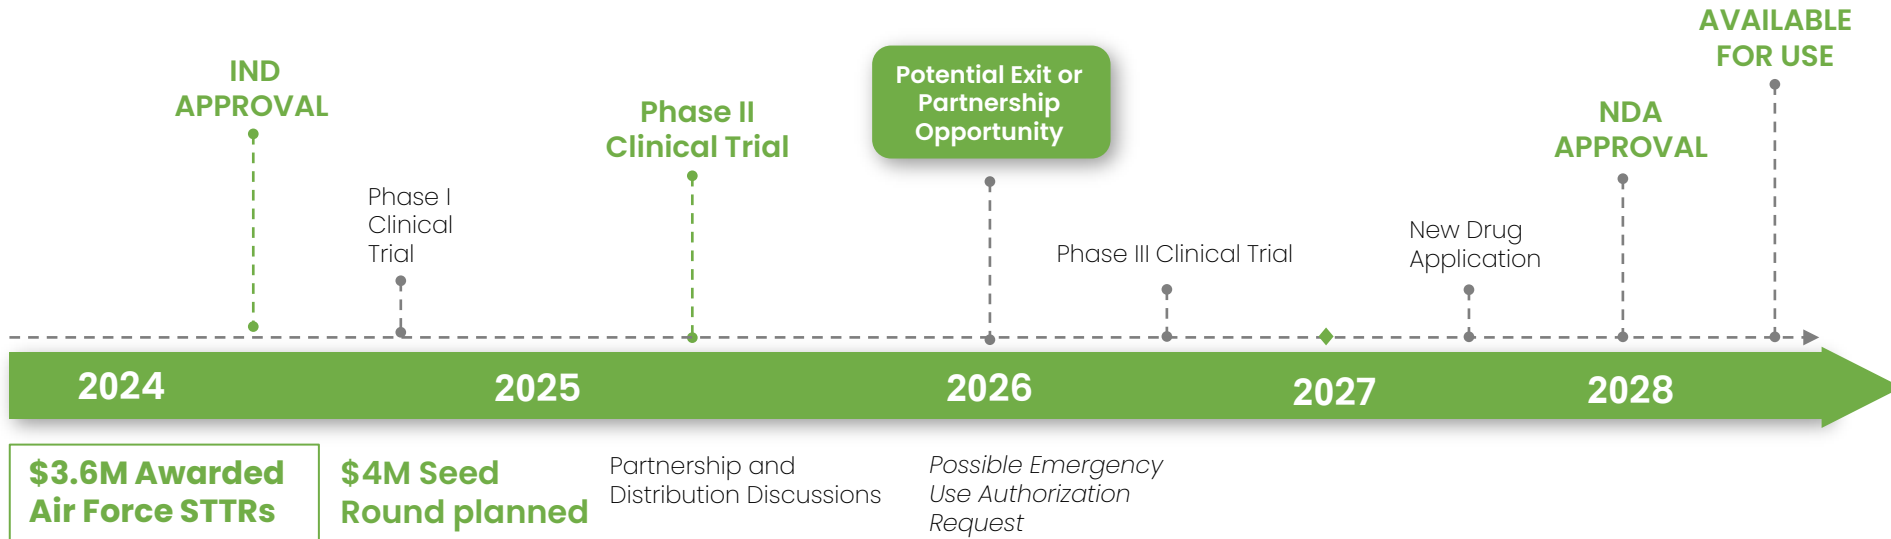 IND
APPROVAL
Phase I
Clinical
Trial
Phase II
Clinical Trial
Potential Exit or
Partnership
Opportunity
Phase III Clinical Trial
New Drug
Application
NDA
APPROVAL
AVAILABLE
FOR USE
2024
2025
2026
2027
2028
$3.6M Awarded
Air Force STTRs
$4M Seed
Round planned
Partnership and
Distribution Discussions
Possible Emergency
Use Authorization
Request